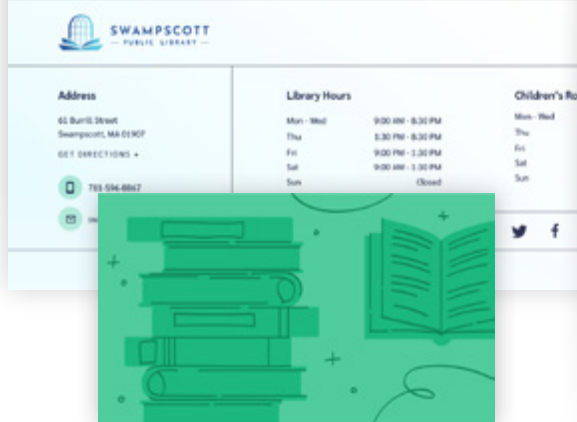 SWAMPSCOTT
— PUBLIC LIBRARY —
Address
61 Burrill Street
Swampscott, MA 01907
GET DIRECTIONS
781-596-8867
Library Hours
Mon - Wed 9:00 AM - 8:30 PM
Thu 1:30 PM - 8:30 PM
Fri 9:00 PM - 1:30 PM
Sat 9:00 AM - 1:30 PM
Sun Closed
Children's
Mon - Wed
Thu
Fri
Sat
Sun